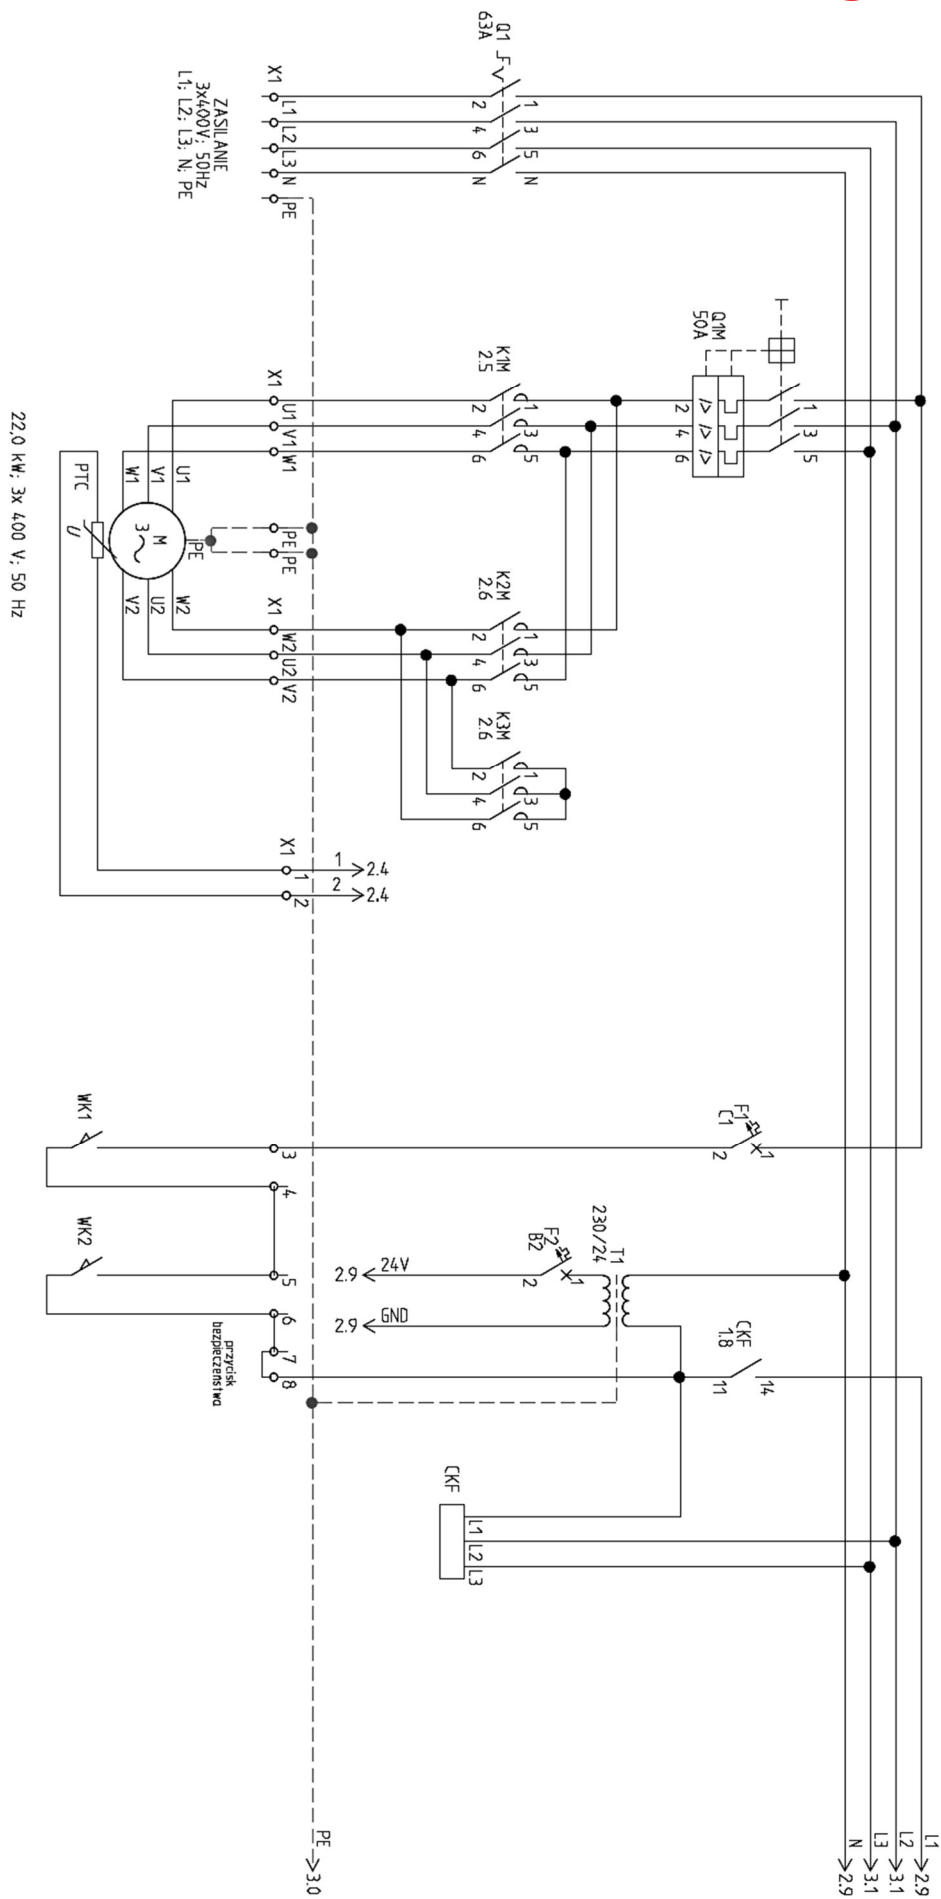 L1
2.9
L2
3.1
L3
3.1
N
2.9
PE
3.0
Q1
63A
1
3
5
N
2
4
6
N
X1
L1
L2
L3
N
PE
ZASILANIE
3x400V; 50Hz
L1; L2; L3; N; PE
Q1M
50A
1
3
5
I>
I>
I>
2
4
6
K1M
2.5
1
3
5
2
4
6
X1
U1
V1
W1
U1
V1
W1
PTC
U
M
3
PE
PE
PE
W2
U2
V2
22,0 kW; 3x 400 V; 50 Hz
K2M
2.6
1
3
5
2
4
6
X1
W2
U2
V2
K3M
2.6
1
3
5
2
4
6
X1
1
2
1
2.4
2
2.4
F1
C1
1
2
3
4
WK1
T1
230/24
F2
B2
1
2
24V
2.9
GND
2.9
5
6
7
8
WK2
przycisk
bezpieczeństwa
CKF
1.8
14
11
CKF
L1
L2
L3